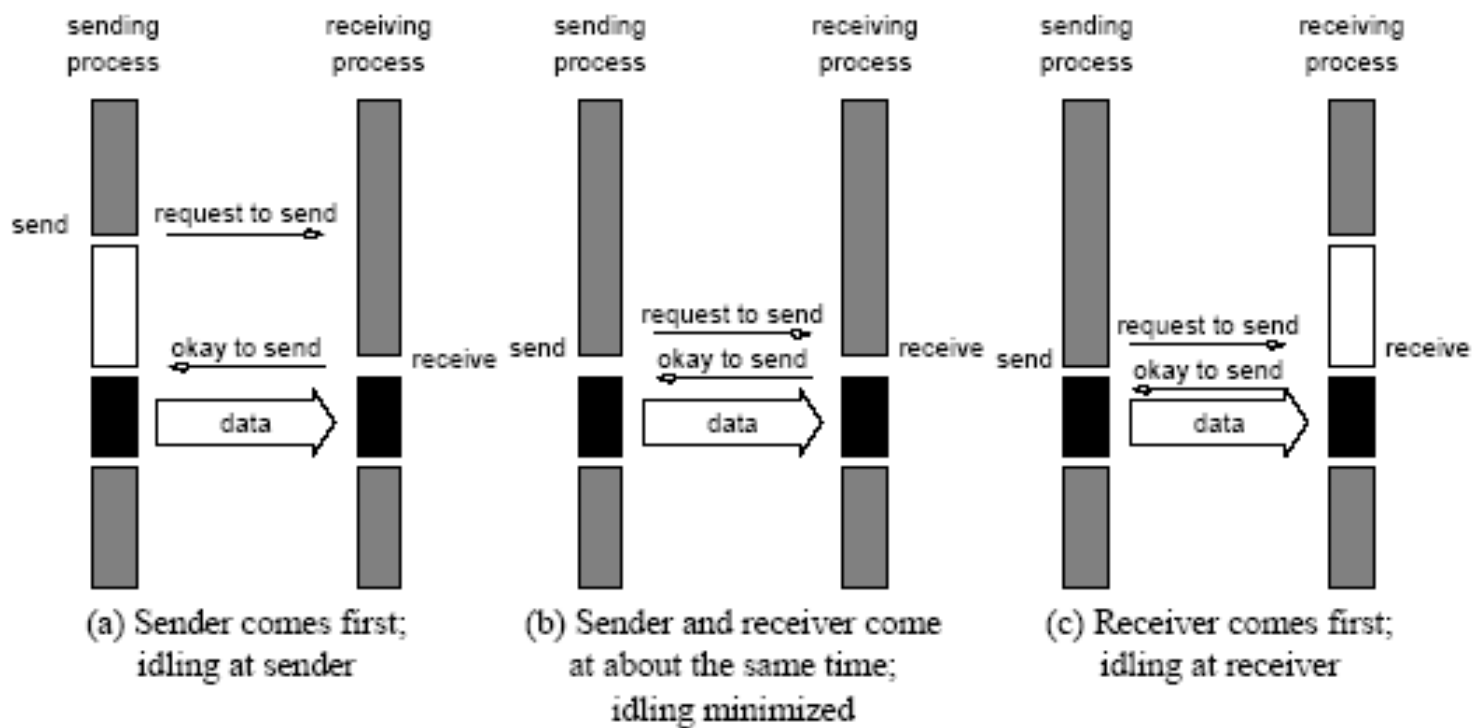 sending
process
receiving
process
send
request to send
okay to send
receive
data
(a) Sender comes first;
idling at sender
sending
process
receiving
process
request to send
send
okay to send
receive
data
(b) Sender and receiver come
at about the same time;
idling minimized
sending
process
receiving
process
request to send
send
okay to send
receive
data
(c) Receiver comes first;
idling at receiver